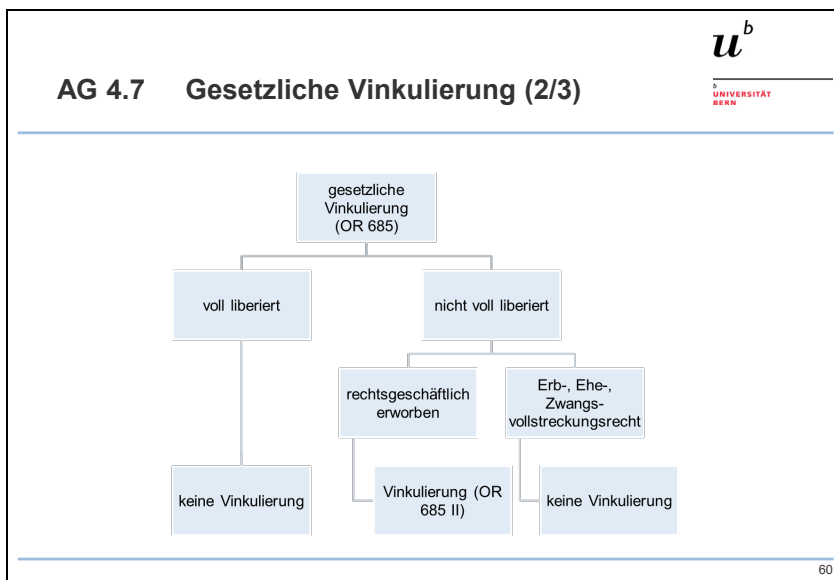 u^b
b
UNIVERSITÄT
BERN
AG 4.7 Gesetzliche Vinkulierung (2/3)
gesetzliche
Vinkulierung
(OR 685)
voll liberiert
nicht voll liberiert
rechtsgeschäftlich
erworben
Erb-, Ehe-,
Zwangs-
vollstreckungsrecht
keine Vinkulierung
Vinkulierung (OR
685 II)
keine Vinkulierung
60